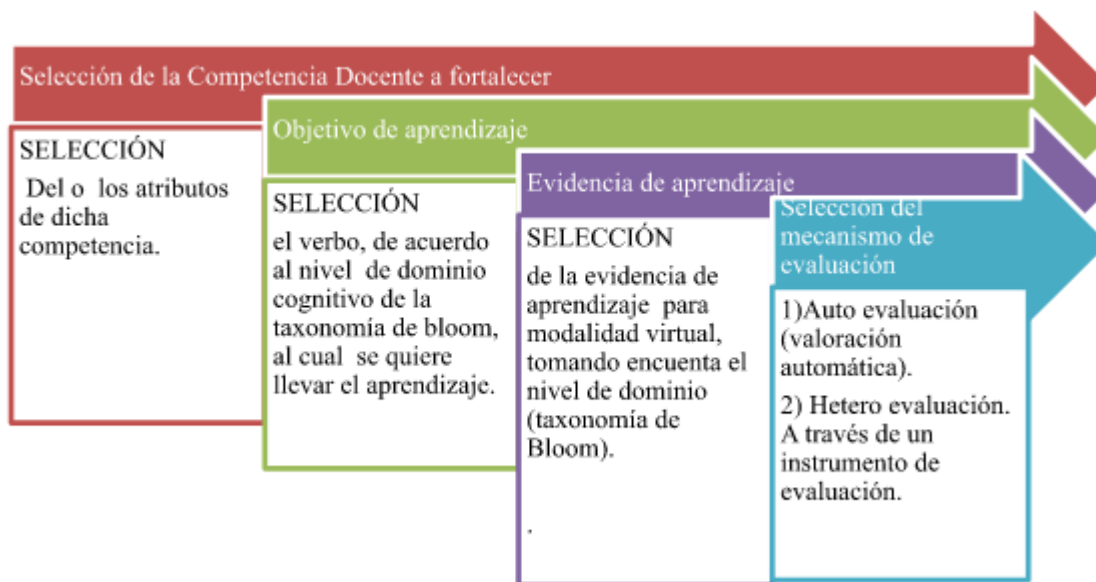 Selección de la Competencia Docente a fortalecer
SELECCIÓN
Del o los atributos
de dicha
competencia.
Objetivo de aprendizaje
SELECCIÓN
el verbo, de acuerdo
al nivel de dominio
cognitivo de la
taxonomía de bloom,
al cual se quiere
llevar el aprendizaje.
Evidencia de aprendizaje
SELECCIÓN
de la evidencia de
aprendizaje para
modalidad virtual,
tomando encuenta el
nivel de dominio
(taxonomía de
Bloom).
.
Selección del
mecanismo de
evaluación
1)Auto evaluación
(valoración
automática).
2) Hetero evaluación.
A través de un
instrumento de
evaluación.